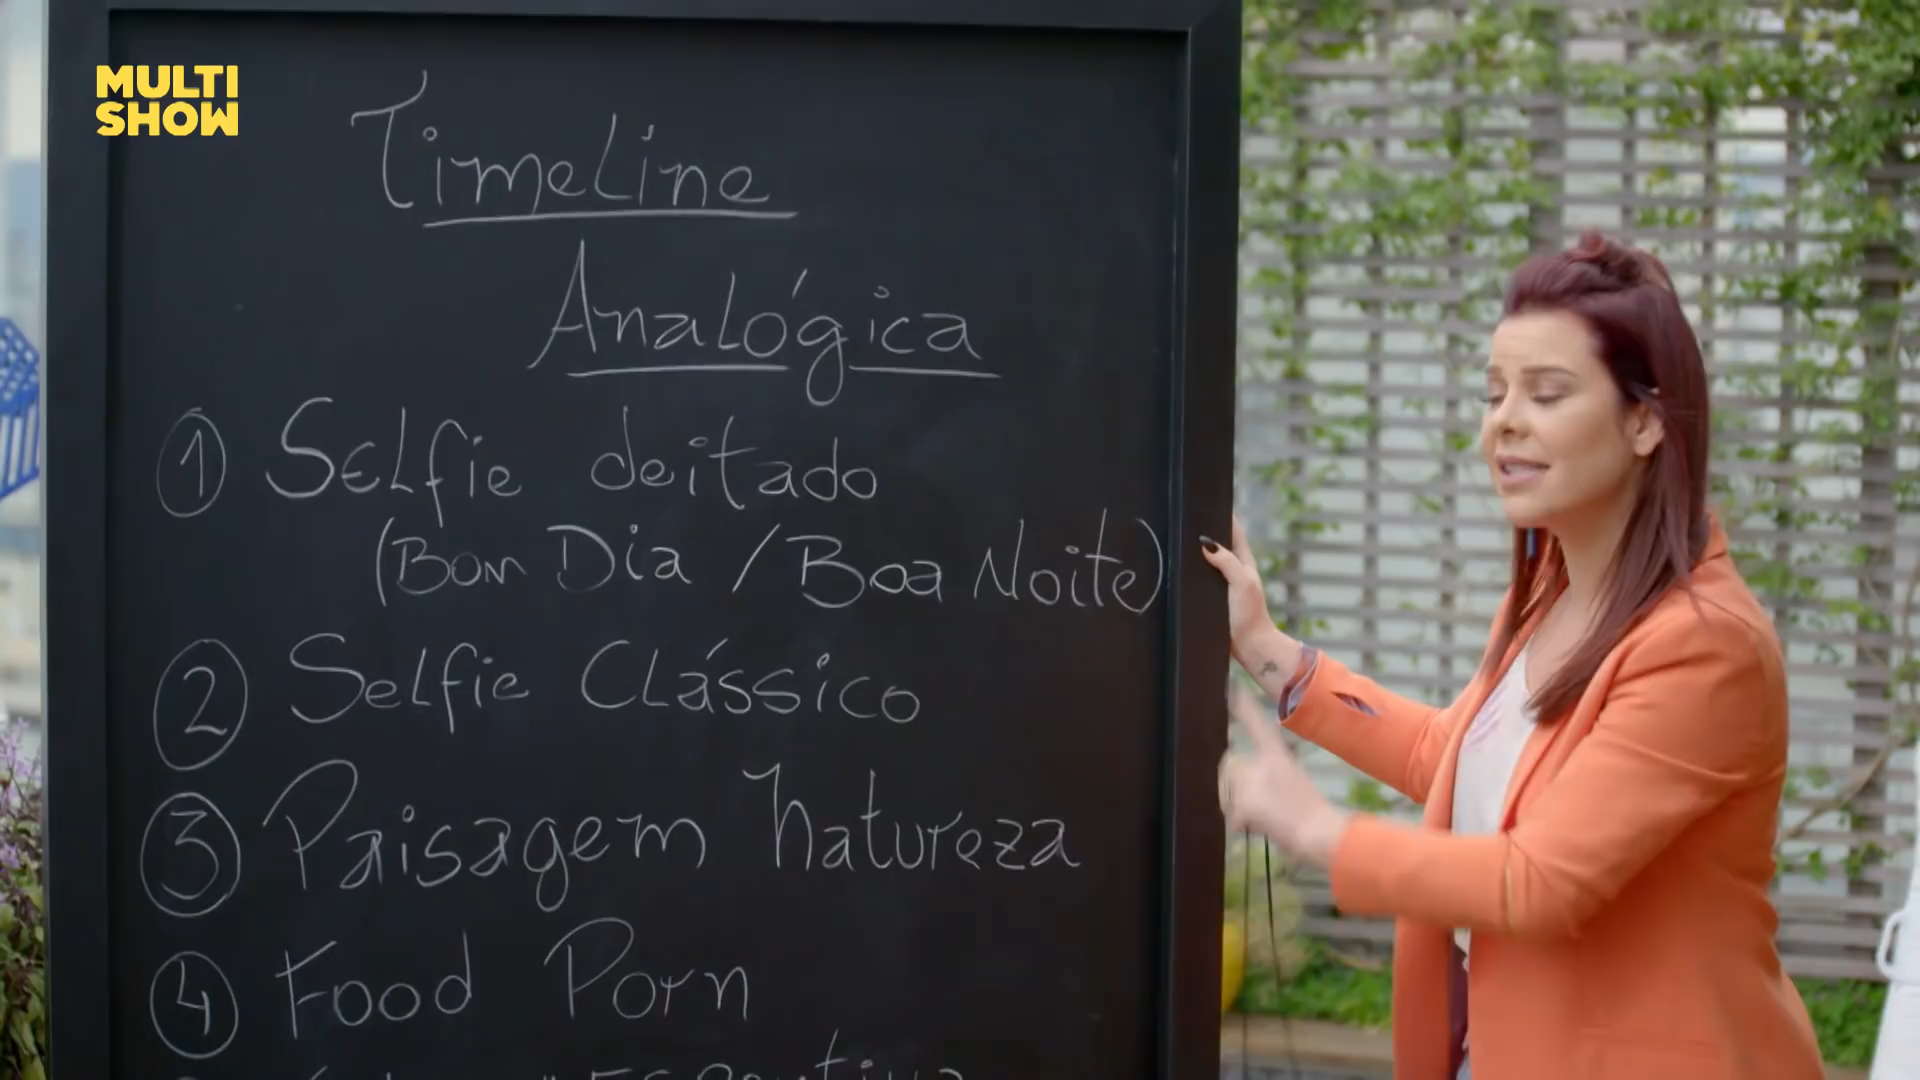 MULTI
SHOW
TimeLine
Analógica
1 Selfie deitado
(Bom Dia / Boa Noite)
2 Selfie Clássico
3 Paisagem natureza
4 Food Porn